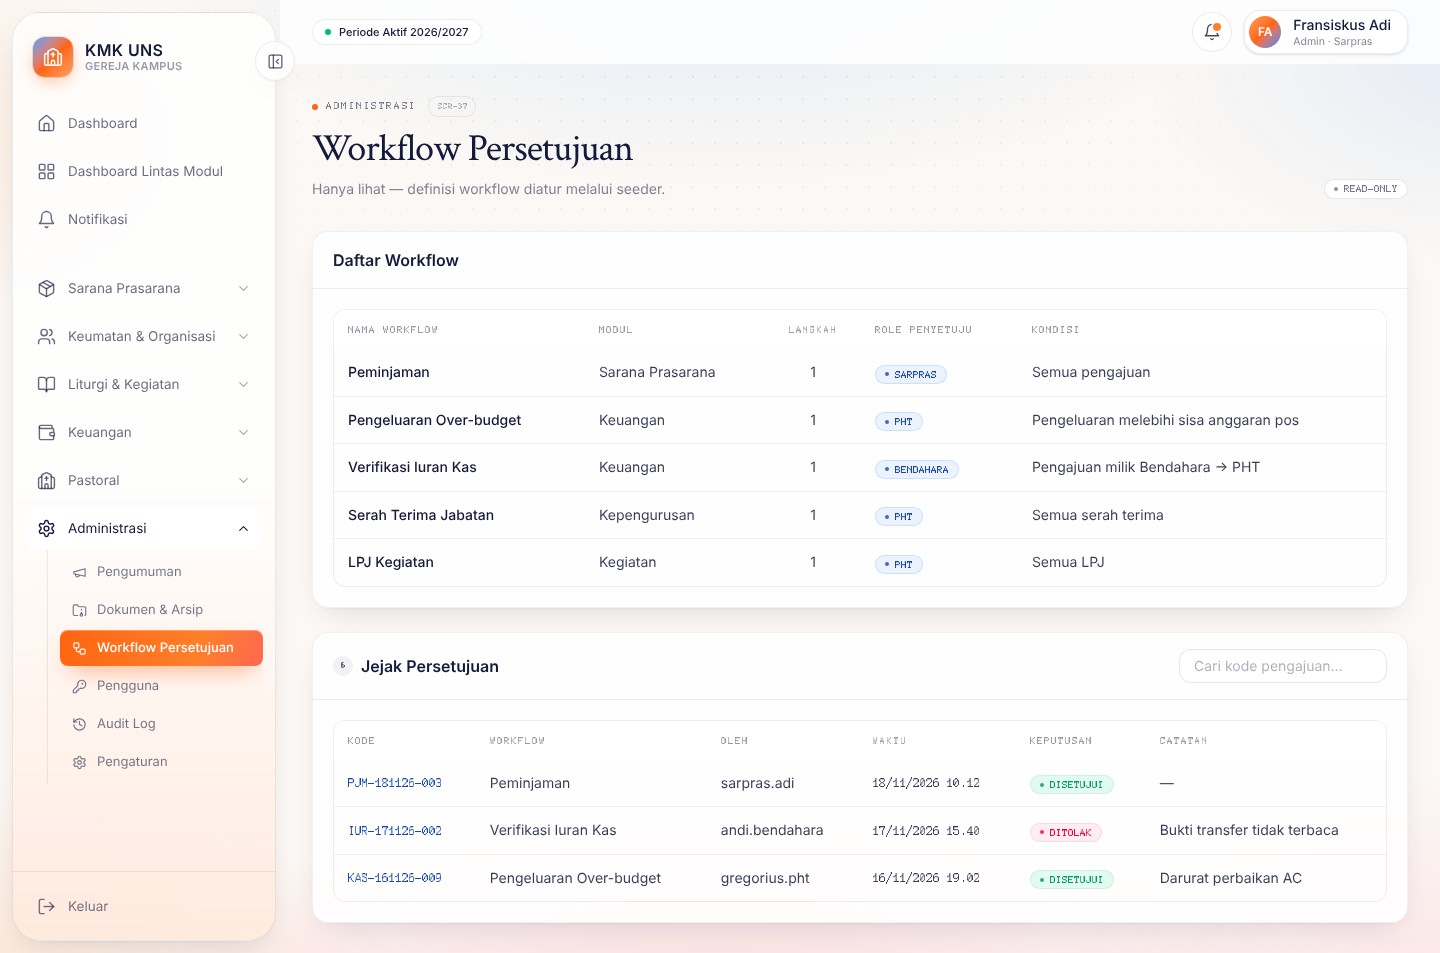 KMK UNS
GEREJA KAMPUS
Dashboard
Dashboard Lintas Modul
Notifikasi
Sarana Prasarana
Keumatan & Organisasi
Liturgi & Kegiatan
Keuangan
Pastoral
Administrasi
Pengumuman
Dokumen & Arsip
Workflow Persetujuan
Pengguna
Audit Log
Pengaturan
Keluar
Periode Aktif 2026/2027
FA
Fransiskus Adi
Admin · Sarpras
ADMINISTRASI SCR-37
Workflow Persetujuan
Hanya lihat — definisi workflow diatur melalui seeder.
READ-ONLY
Daftar Workflow
NAMA WORKFLOW MODUL LANGKAH ROLE PENYETUJU KONDISI
Peminjaman Sarana Prasarana 1 SARPRAS Semua pengajuan
Pengeluaran Over-budget Keuangan 1 PHT Pengeluaran melebihi sisa anggaran pos
Verifikasi Iuran Kas Keuangan 1 BENDAHARA Pengajuan milik Bendahara → PHT
Serah Terima Jabatan Kepengurusan 1 PHT Semua serah terima
LPJ Kegiatan Kegiatan 1 PHT Semua LPJ
Jejak Persetujuan
Cari kode pengajuan...
KODE WORKFLOW OLEH WAKTU KEPUTUSAN CATATAN
PJM-181126-003 Peminjaman sarpras.adi 18/11/2026 10.12 DISETUJUI —
IUR-171126-002 Verifikasi Iuran Kas andi.bendahara 17/11/2026 15.40 DITOLAK Bukti transfer tidak terbaca
KAS-161126-009 Pengeluaran Over-budget gregorius.pht 16/11/2026 19.02 DISETUJUI Darurat perbaikan AC